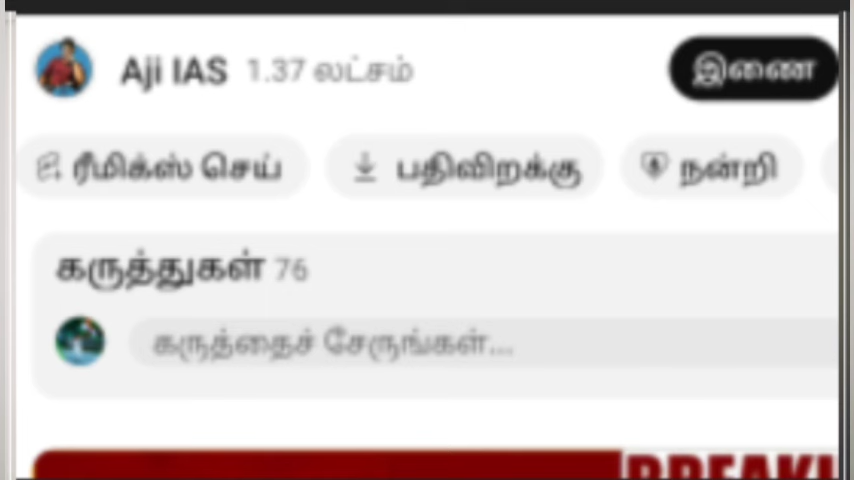 Aji IAS 1.37 லட்சம் இணை
ரீமிக்ஸ் செய் பதிவிறக்கு நன்றி
கருத்துகள் 76
கருத்தைச் சேருங்கள்...